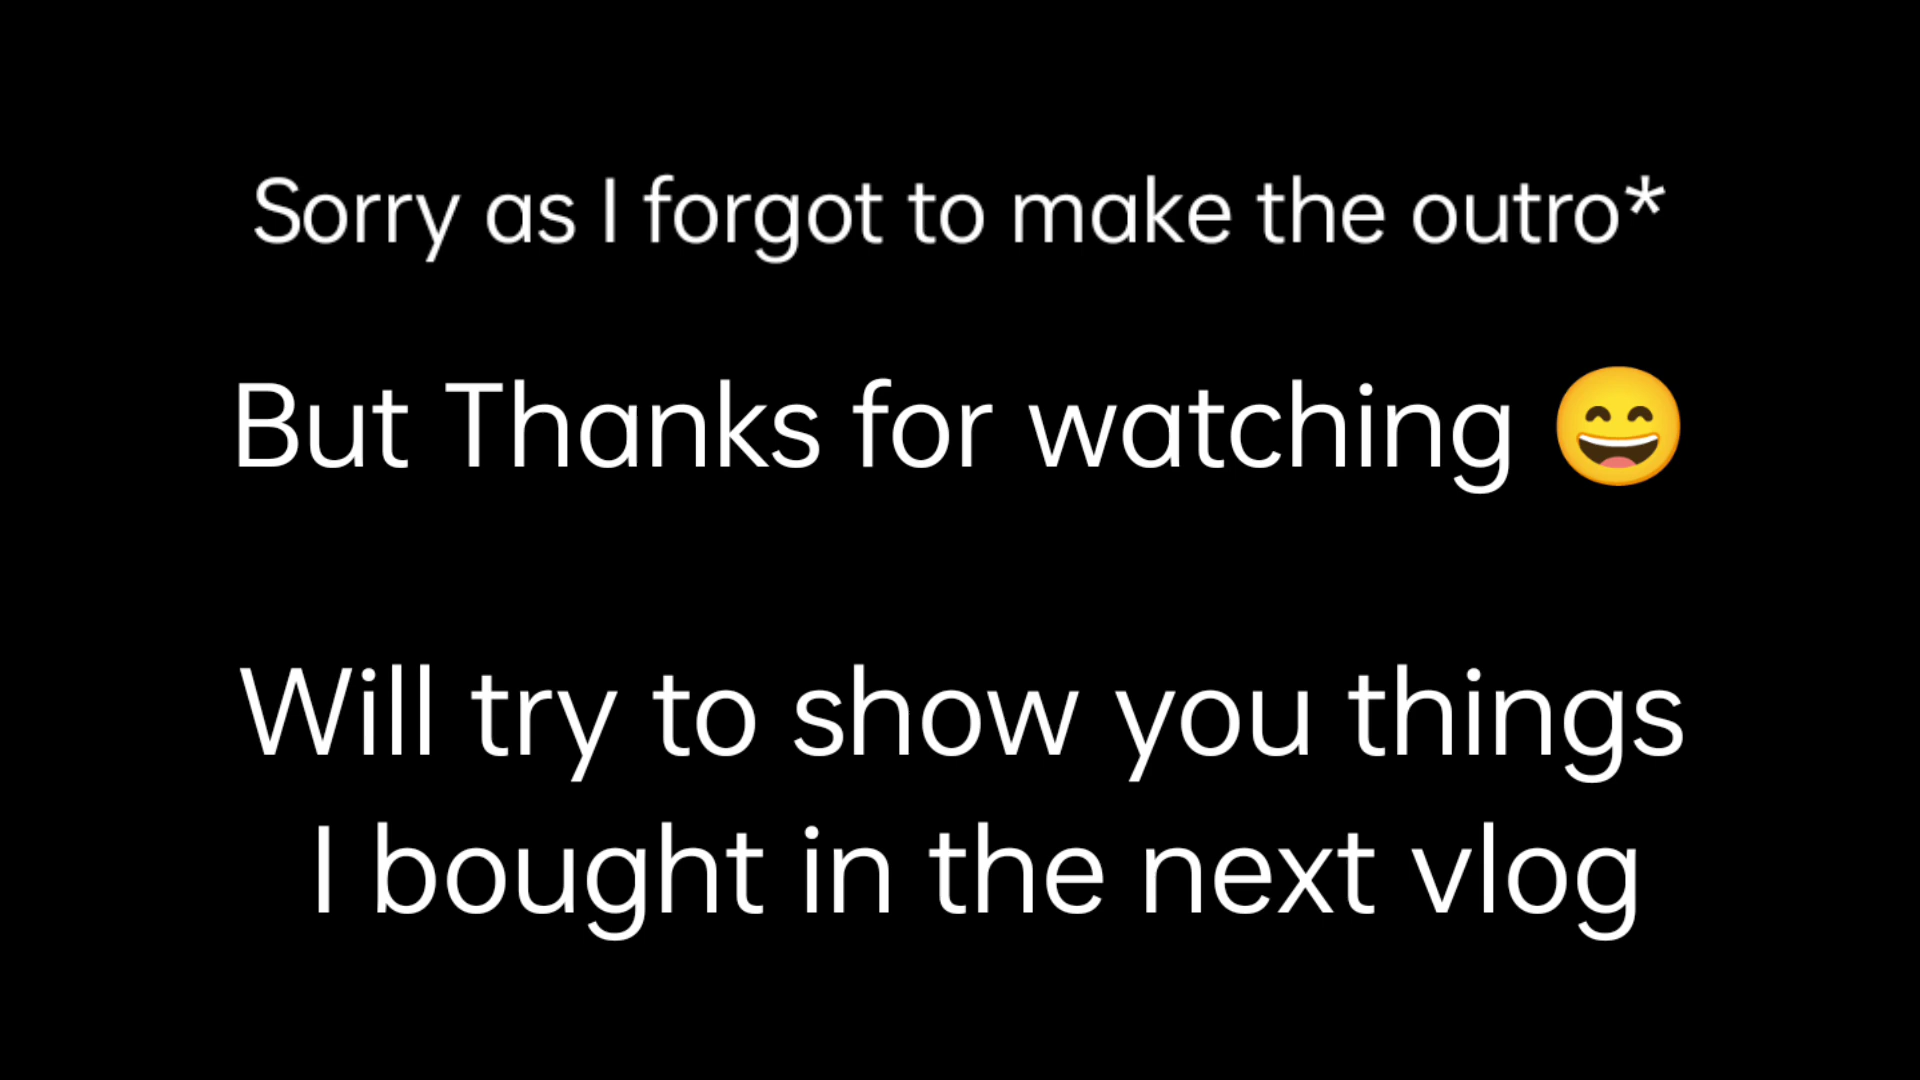 Sorry as I forgot to make the outro*
But Thanks for watching 😄
Will try to show you things
I bought in the next vlog